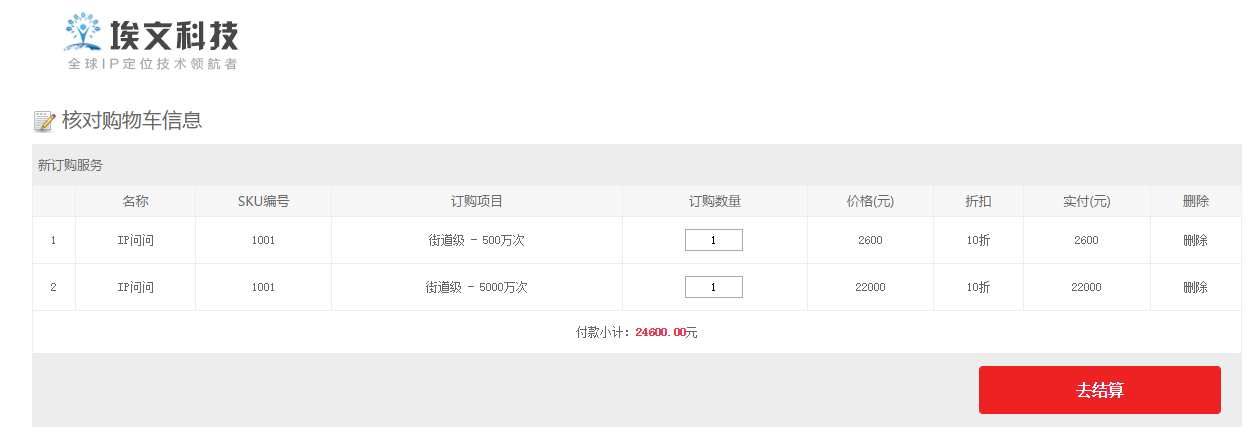 埃文科技
全球IP定位技术领航者
核对购物车信息
新订购服务
名称 SKU编号 订购项目 订购数量 价格(元) 折扣 实付(元) 删除
1 IP问问 1001 街道级 - 500万次 1 2600 10折 2600 删除
2 IP问问 1001 街道级 - 5000万次 1 22000 10折 22000 删除
付款小计：24600.00元
去结算